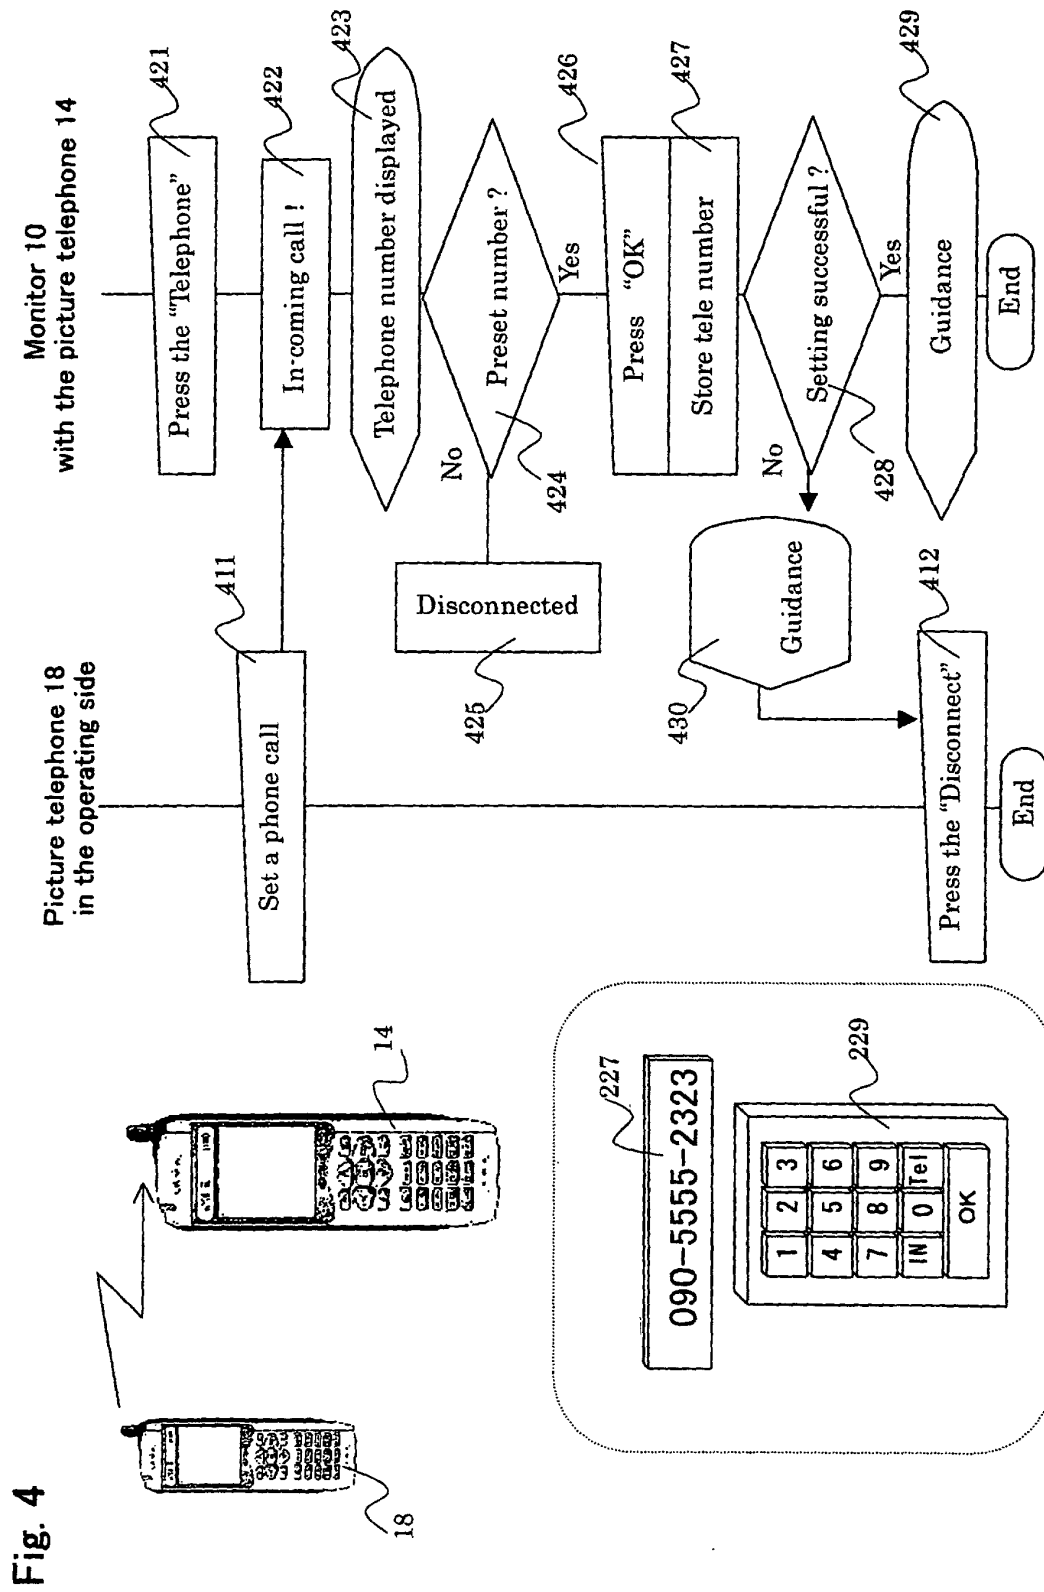 Fig. 4
18
14
227
090-5555-2323
229
1 2 3
4 5 6
7 8 9
IN 0 Tel
OK
Picture telephone 18
in the operating side
Set a phone call
411
Press the "Disconnect"
412
End
Monitor 10
with the picture telephone 14
Press the "Telephone"
421
In-coming call !
422
Telephone number displayed
423
Preset number ?
424
No
Yes
Disconnected
425
Press "OK"
426
Store tele number
427
Setting successful ?
428
No
Yes
Guidance
430
Guidance
429
End